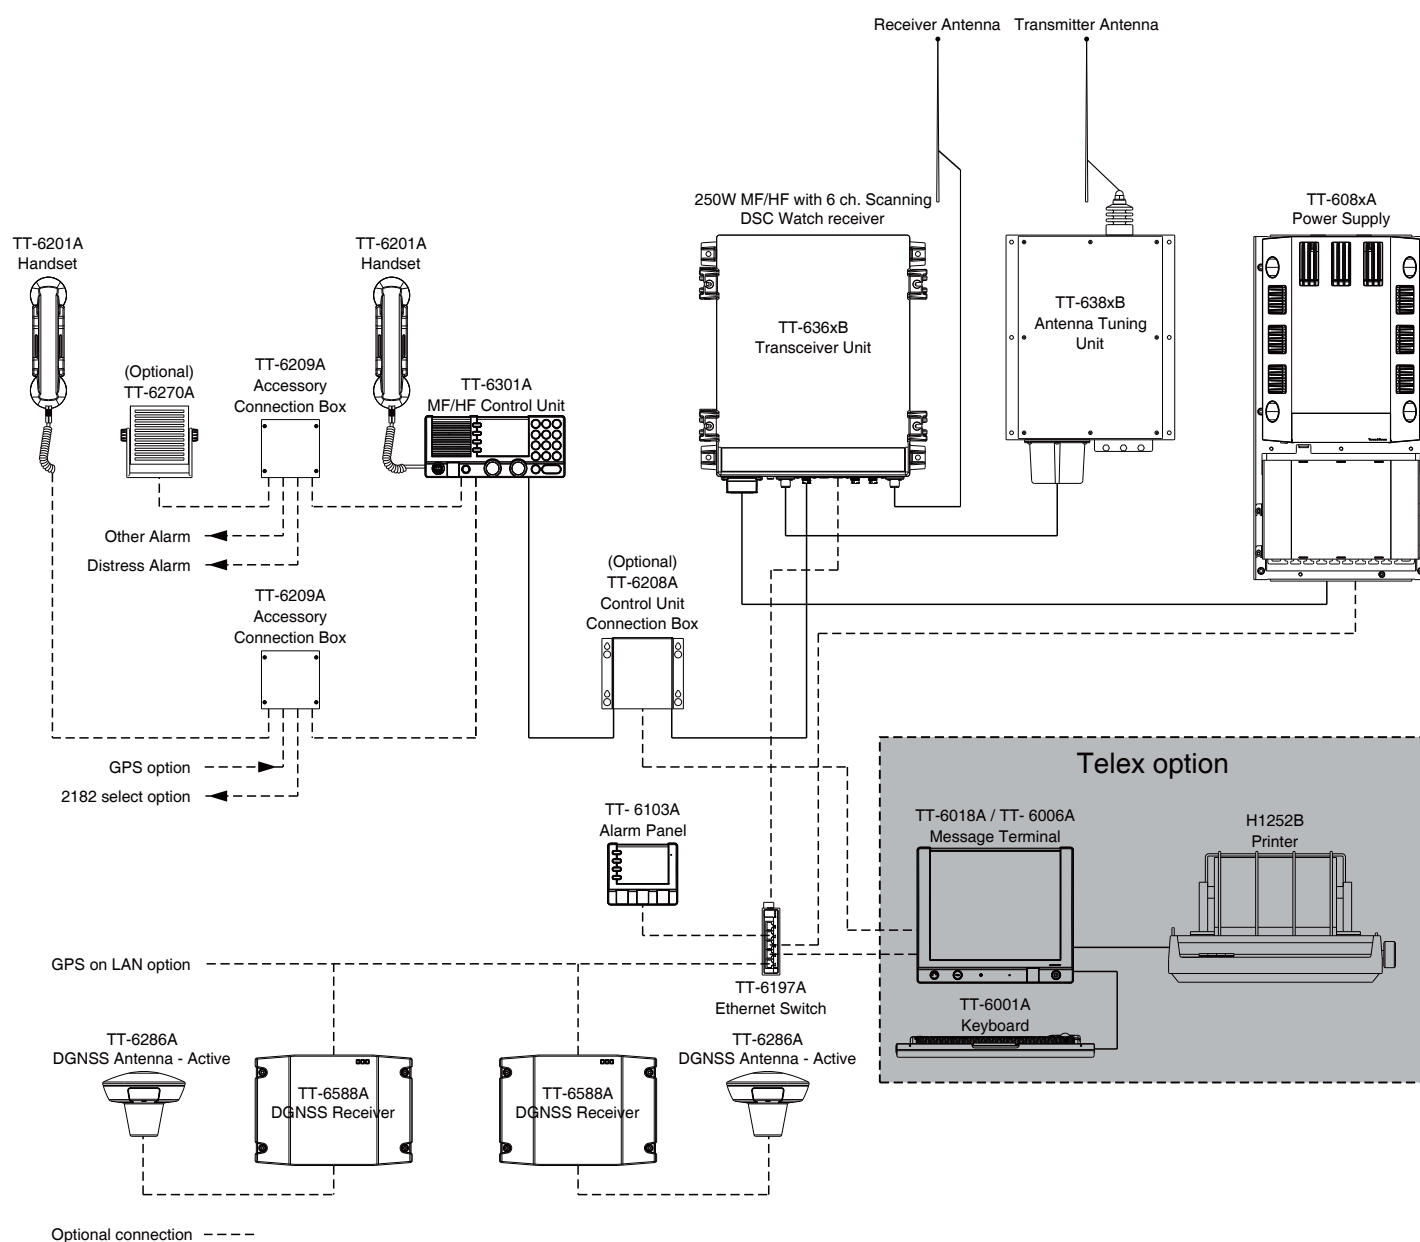 Receiver Antenna
Transmitter Antenna
250W MF/HF with 6 ch. Scanning
DSC Watch receiver
TT-608xA
Power Supply
TT-6201A
Handset
TT-6201A
Handset
TT-636xB
Transceiver Unit
TT-638xB
Antenna Tuning
Unit
(Optional)
TT-6270A
TT-6209A
Accessory
Connection Box
TT-6301A
MF/HF Control Unit
Other Alarm
Distress Alarm
TT-6209A
Accessory
Connection Box
(Optional)
TT-6208A
Control Unit
Connection Box
GPS option
2182 select option
Telex option
TT- 6103A
Alarm Panel
TT-6018A / TT- 6006A
Message Terminal
H1252B
Printer
GPS on LAN option
TT-6197A
Ethernet Switch
TT-6001A
Keyboard
TT-6286A
DGNSS Antenna - Active
TT-6588A
DGNSS Receiver
TT-6588A
DGNSS Receiver
TT-6286A
DGNSS Antenna - Active
Optional connection